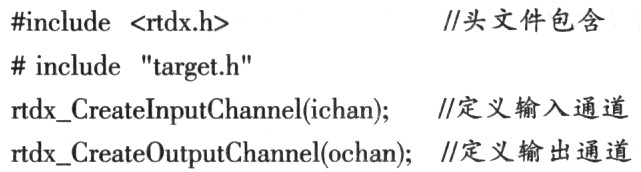 #include <rtdx.h> //头文件包含
# include "target.h"
rtdx_CreateInputChannel(ichan); //定义输入通道
rtdx_CreateOutputChannel(ochan); //定义输出通道